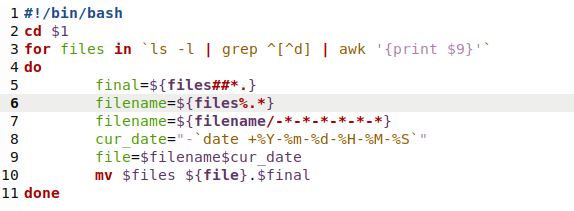 1 #!/bin/bash
2 cd $1
3 for files in `ls -l | grep ^[^d] | awk '{print $9}'`
4 do
5         final=${files##*.}
6         filename=${files%.*}
7         filename=${filename/-*-*-*-*-*-*}
8         cur_date="-`date +%Y-%m-%d-%H-%M-%S`"
9         file=$filename$cur_date
10         mv $files ${file}.$final
11 done